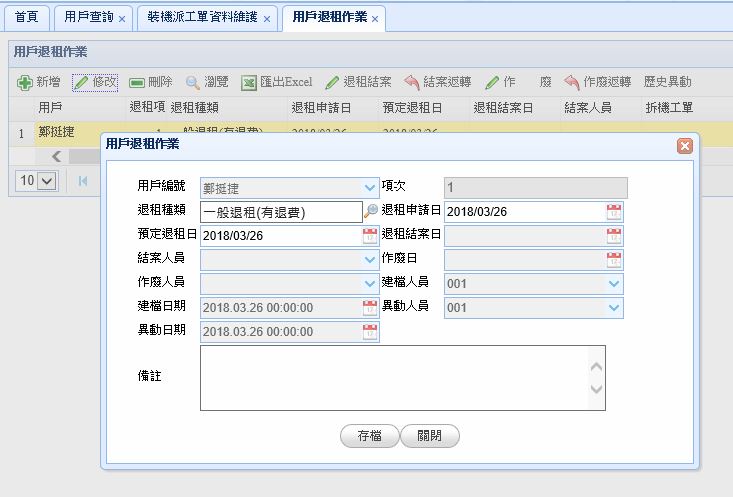 首頁 用戶查詢 × 裝機派工單資料維護 × 用戶退租作業 ×
用戶退租作業
新增 修改 刪除 瀏覽 匯出Excel 退租結案 結案返轉 作 廢 作廢返轉 歷史異動
用戶 退租項 退租種類 退租申請日 預定退租日 退租結案日 結案人員 拆機工單
1 鄭挺捷 1 一般退租(有退費) 2018/03/26 2018/03/26
10
用戶退租作業
用戶編號 鄭挺捷 項次 1
退租種類 一般退租(有退費) 退租申請日 2018/03/26
預定退租日 2018/03/26 退租結案日
結案人員 作廢日
作廢人員 建檔人員 001
建檔日期 2018.03.26 00:00:00 異動人員 001
異動日期 2018.03.26 00:00:00
備註
存檔 關閉